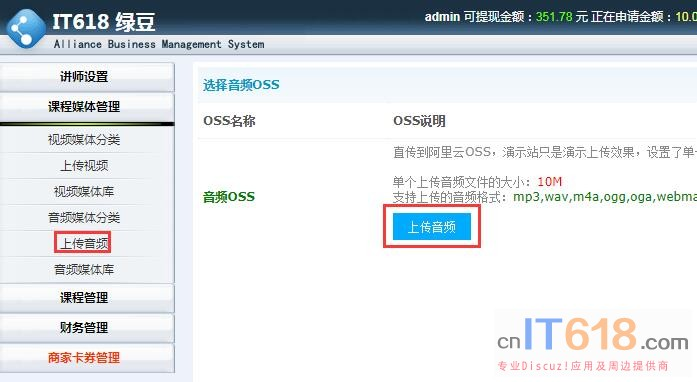 IT618 绿豆
admin 可提现金额：351.78 元 正在申请金额：10.0
Alliance Business Management System
讲师设置
课程媒体管理
视频媒体分类
上传视频
视频媒体库
音频媒体分类
上传音频
音频媒体库
课程管理
财务管理
商家卡券管理
选择音频OSS
OSS名称 OSS说明
直传到阿里云OSS，演示站只是演示上传效果，设置了单一
单个上传音频文件的大小：10M
音频OSS
支持上传的音频格式：mp3,wav,m4a,ogg,oga,webma
上传音频
cnIT618.com
专业Discuz!应用及周边提供商